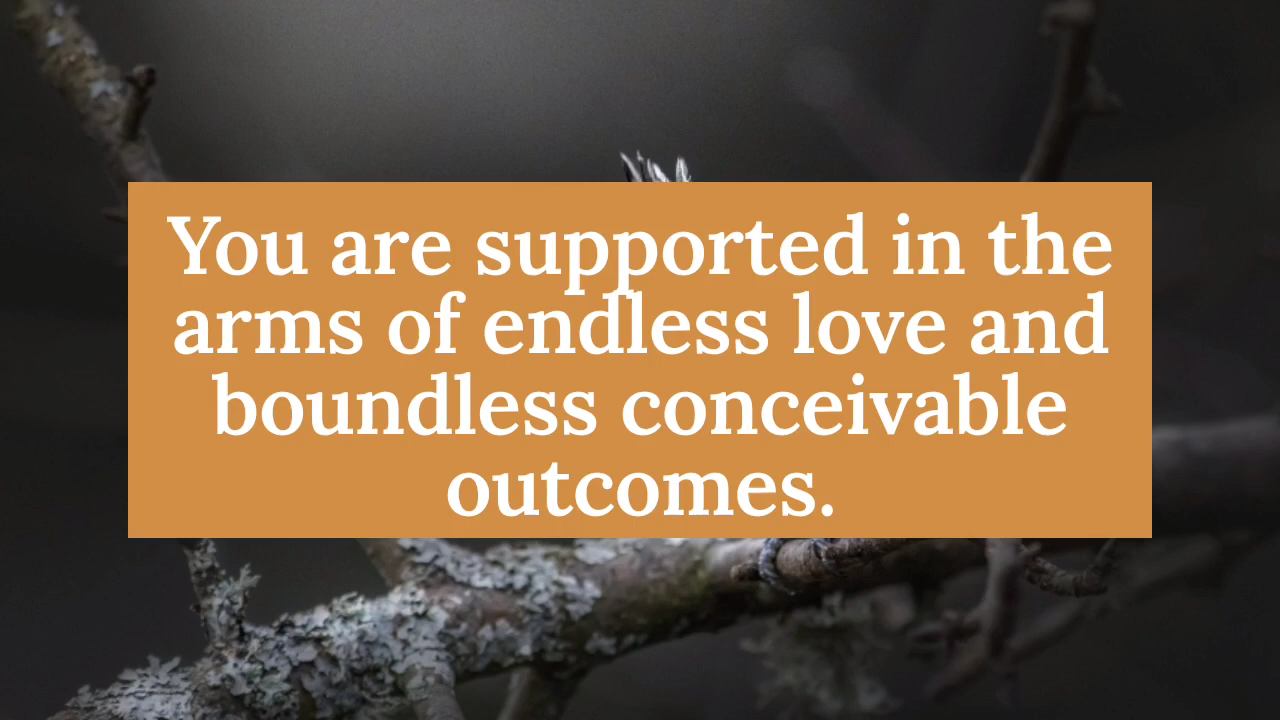 You are supported in the
arms of endless love and
boundless conceivable
outcomes.